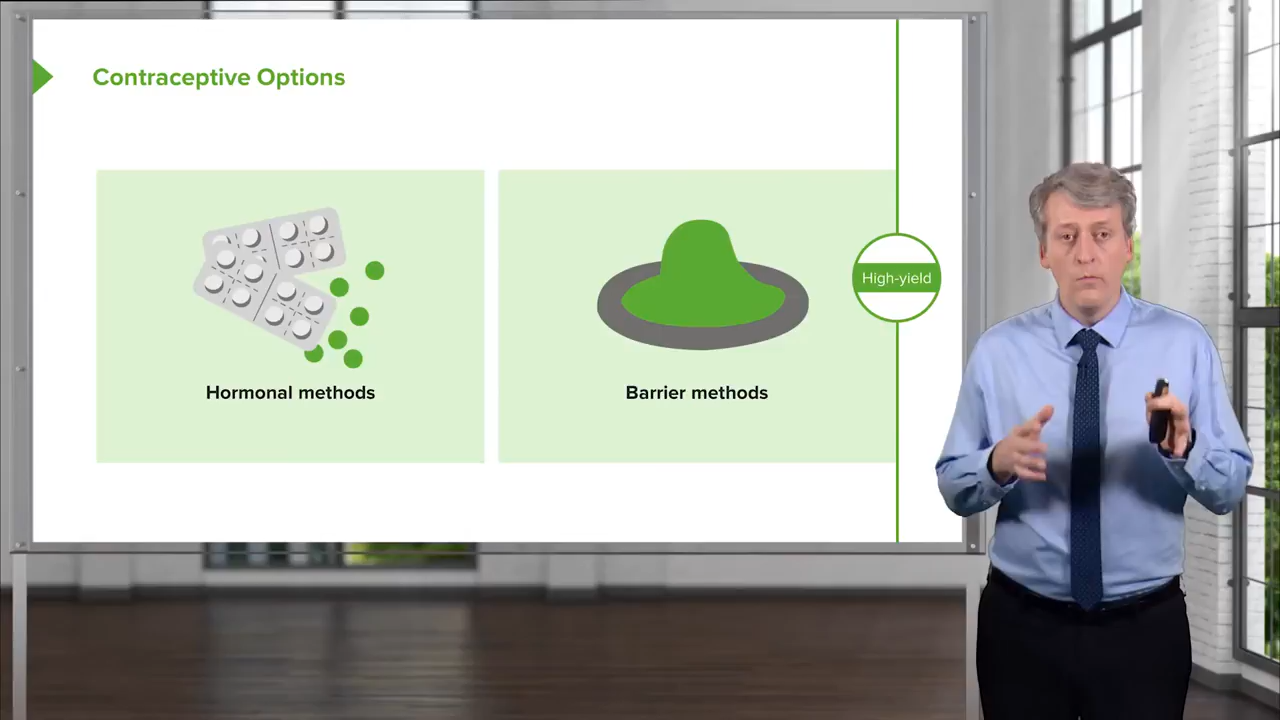 Contraceptive Options
High-yield
Hormonal methods
Barrier methods